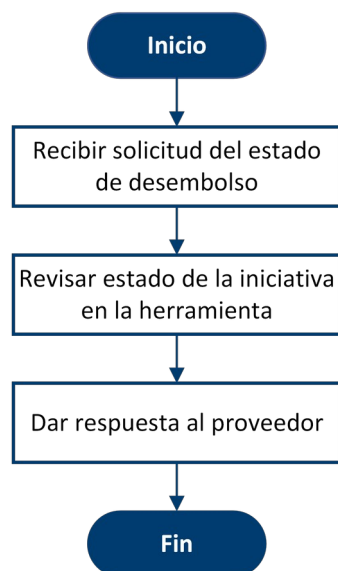 Inicio
Recibir solicitud del estado
de desembolso
Revisar estado de la iniciativa
en la herramienta
Dar respuesta al proveedor
Fin